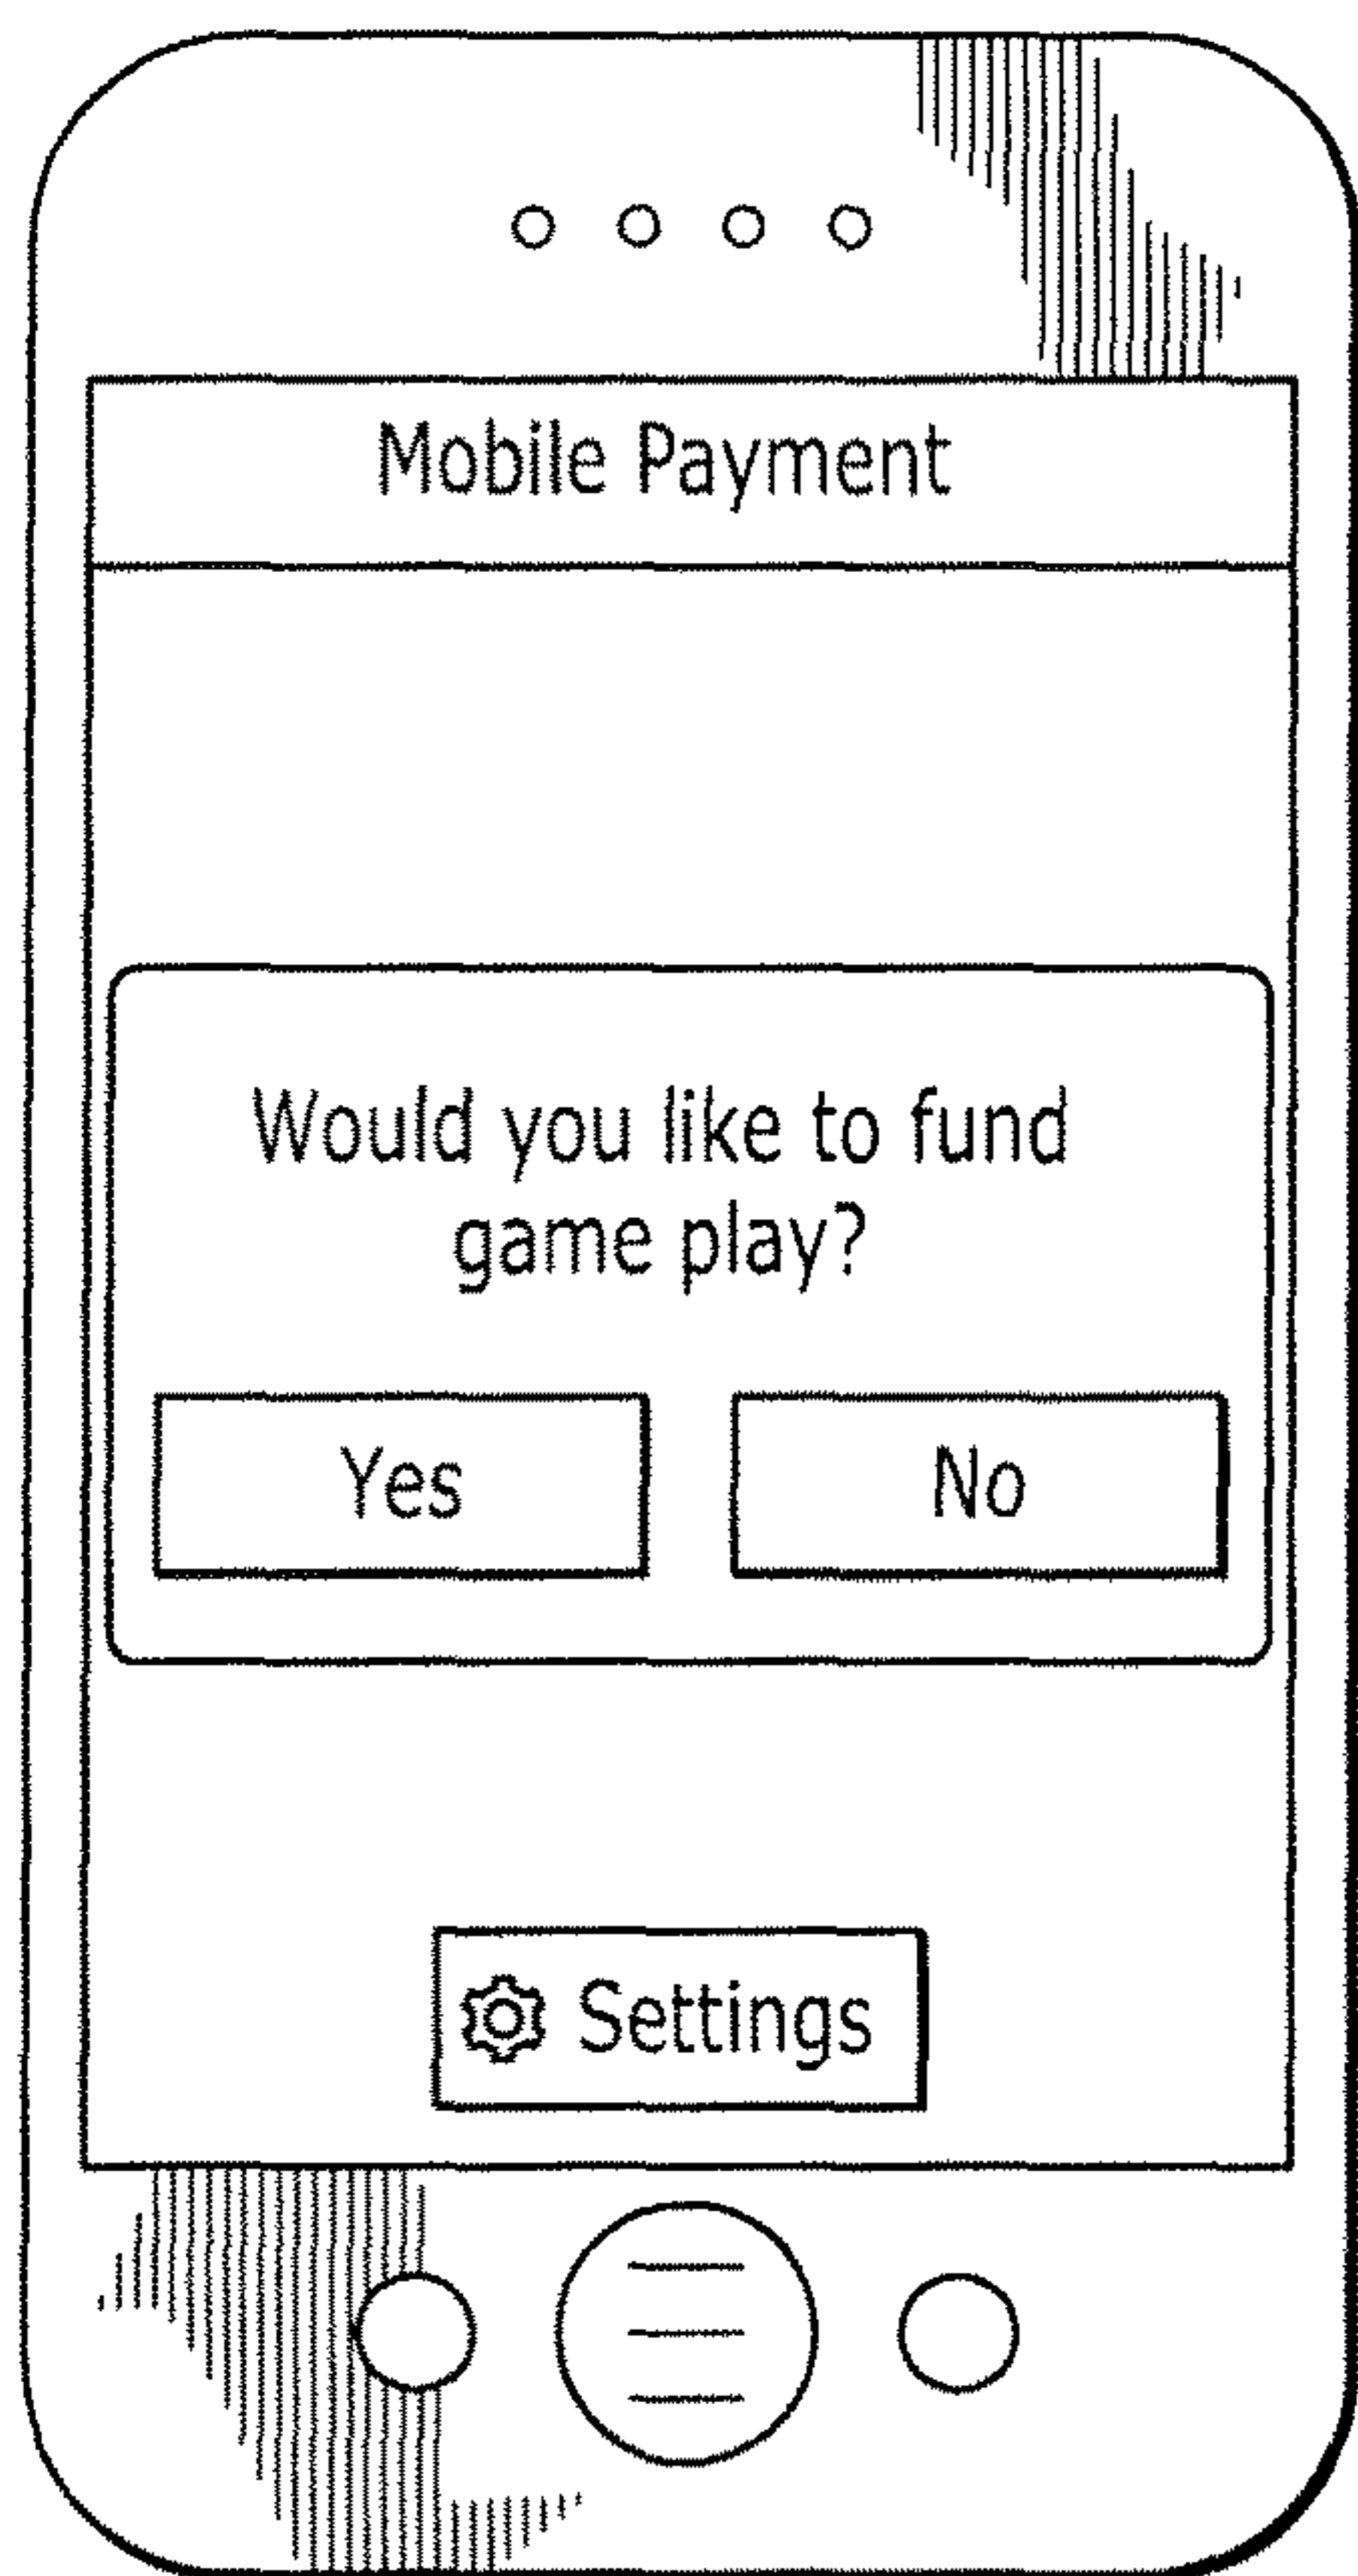 Mobile Payment
Would you like to fund
game play?
Yes
No
Settings